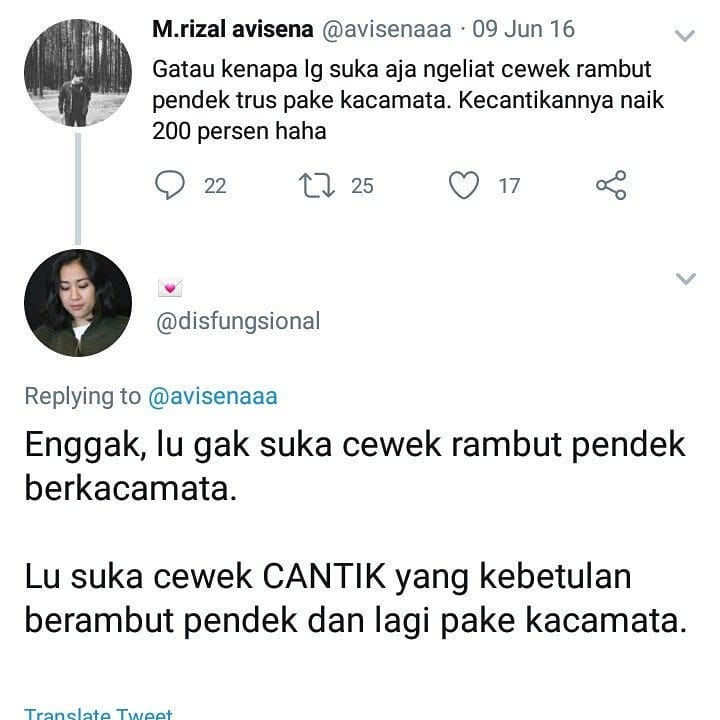 M.rizal avisena @avisenaaa · 09 Jun 16
Gatau kenapa lg suka aja ngeliat cewek rambut
pendek trus pake kacamata. Kecantikannya naik
200 persen haha
22 25 17
💌
@disfungsional
Replying to @avisenaaa
Enggak, lu gak suka cewek rambut pendek
berkacamata.
Lu suka cewek CANTIK yang kebetulan
berambut pendek dan lagi pake kacamata.
Translate Tweet